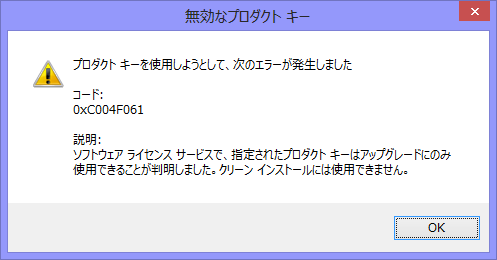 無効なプロダクト キー
プロダクト キーを使用しようとして、次のエラーが発生しました
コード:
0xC004F061
説明:
ソフトウェア ライセンス サービスで、指定されたプロダクト キーはアップグレードにのみ
使用できることが判明しました。クリーン インストールには使用できません。
OK